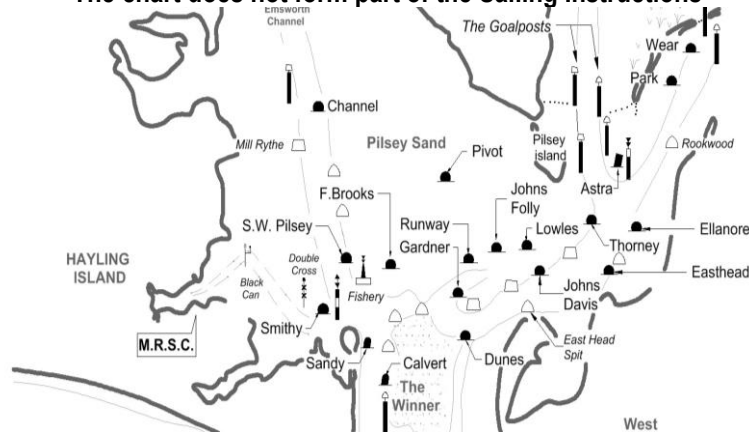 The chart does not form part of the Sailing Instructions
Emsworth
Channel
The Goalposts
Wear
Park
Channel
Mill Rythe
Pilsey Sand
Pivot
Pilsey
island
Rookwood
Astra
F.Brooks
Johns
Folly
S.W. Pilsey
Runway
Lowles
Gardner
Thorney
Ellanore
HAYLING
ISLAND
Double
Cross
Black
Can
Fishery
Easthead
Johns
Davis
Smithy
M.R.S.C.
East Head
Spit
Sandy
Calvert
Dunes
The
Winner
West